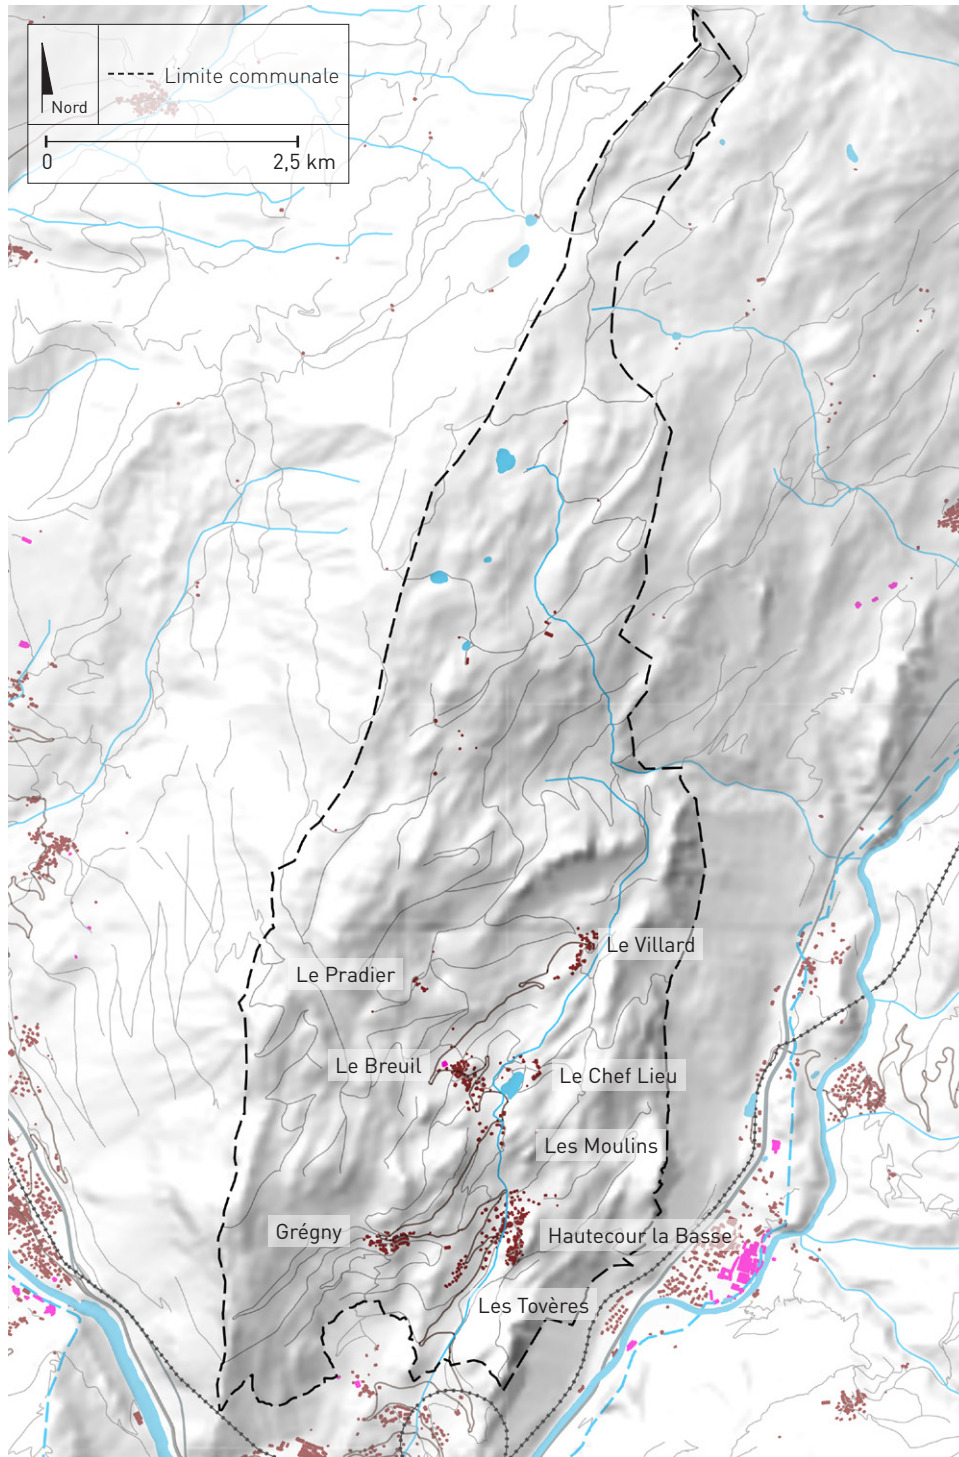 Nord
Limite communale
0 2,5 km
Le Villard
Le Pradier
Le Breuil
Le Chef Lieu
Les Moulins
Grégny
Hautecour la Basse
Les Tovères